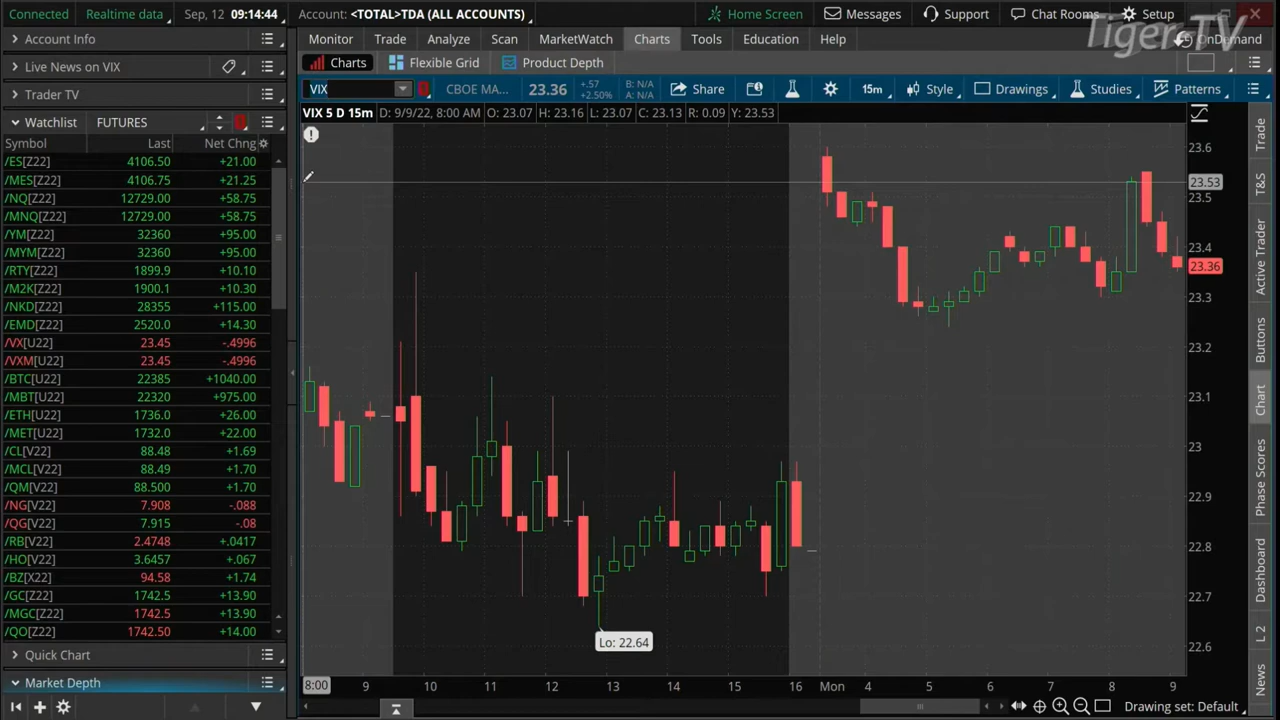 Connected Realtime data Sep, 12 09:14:44 Account: <TOTAL>TDA (ALL ACCOUNTS) Home Screen Messages Support Chat Rooms Setup
Tiger TV
OnDemand
Account Info
Live News on VIX
Trader TV
Watchlist FUTURES
Symbol Last Net Chng
/ES[Z22] 4106.50 +21.00
/MES[Z22] 4106.75 +21.25
/NQ[Z22] 12729.00 +58.75
/MNQ[Z22] 12729.00 +58.75
/YM[Z22] 32360 +95.00
/MYM[Z22] 32360 +95.00
/RTY[Z22] 1899.9 +10.10
/M2K[Z22] 1900.1 +10.30
/NKD[Z22] 28355 +115.00
/EMD[Z22] 2520.0 +14.30
/VX[U22] 23.45 -.4996
/VXM[U22] 23.45 -.4996
/BTC[U22] 22385 +1040.00
/MBT[U22] 22320 +975.00
/ETH[U22] 1736.0 +26.00
/MET[U22] 1732.0 +22.00
/CL[V22] 88.48 +1.69
/MCL[V22] 88.49 +1.70
/QM[V22] 88.500 +1.70
/NG[V22] 7.908 -.088
/QG[V22] 7.915 -.08
/RB[V22] 2.4748 +.0417
/HO[V22] 3.6457 +.067
/BZ[X22] 94.58 +1.74
/GC[Z22] 1742.5 +13.90
/MGC[Z22] 1742.5 +13.90
/QO[Z22] 1742.50 +14.00
Quick Chart
Market Depth
Monitor Trade Analyze Scan MarketWatch Charts Tools Education Help
Charts Flexible Grid Product Depth
VIX CBOE MA... 23.36 +.57 +2.50% B: N/A A: N/A Share 15m Style Drawings Studies Patterns
VIX 5 D 15m D: 9/9/22, 8:00 AM O: 23.07 H: 23.16 L: 23.07 C: 23.13 R: 0.09 Y: 23.53
23.6
23.53
23.5
23.4
23.36
23.3
23.2
23.1
23
22.9
22.8
22.7
22.6
Lo: 22.64
8:00 9 10 11 12 13 14 15 16 Mon 4 5 6 7 8 9
Drawing set: Default
Trade
T&S
Active Trader
Buttons
Chart
Phase Scores
Dashboard
L 2
News